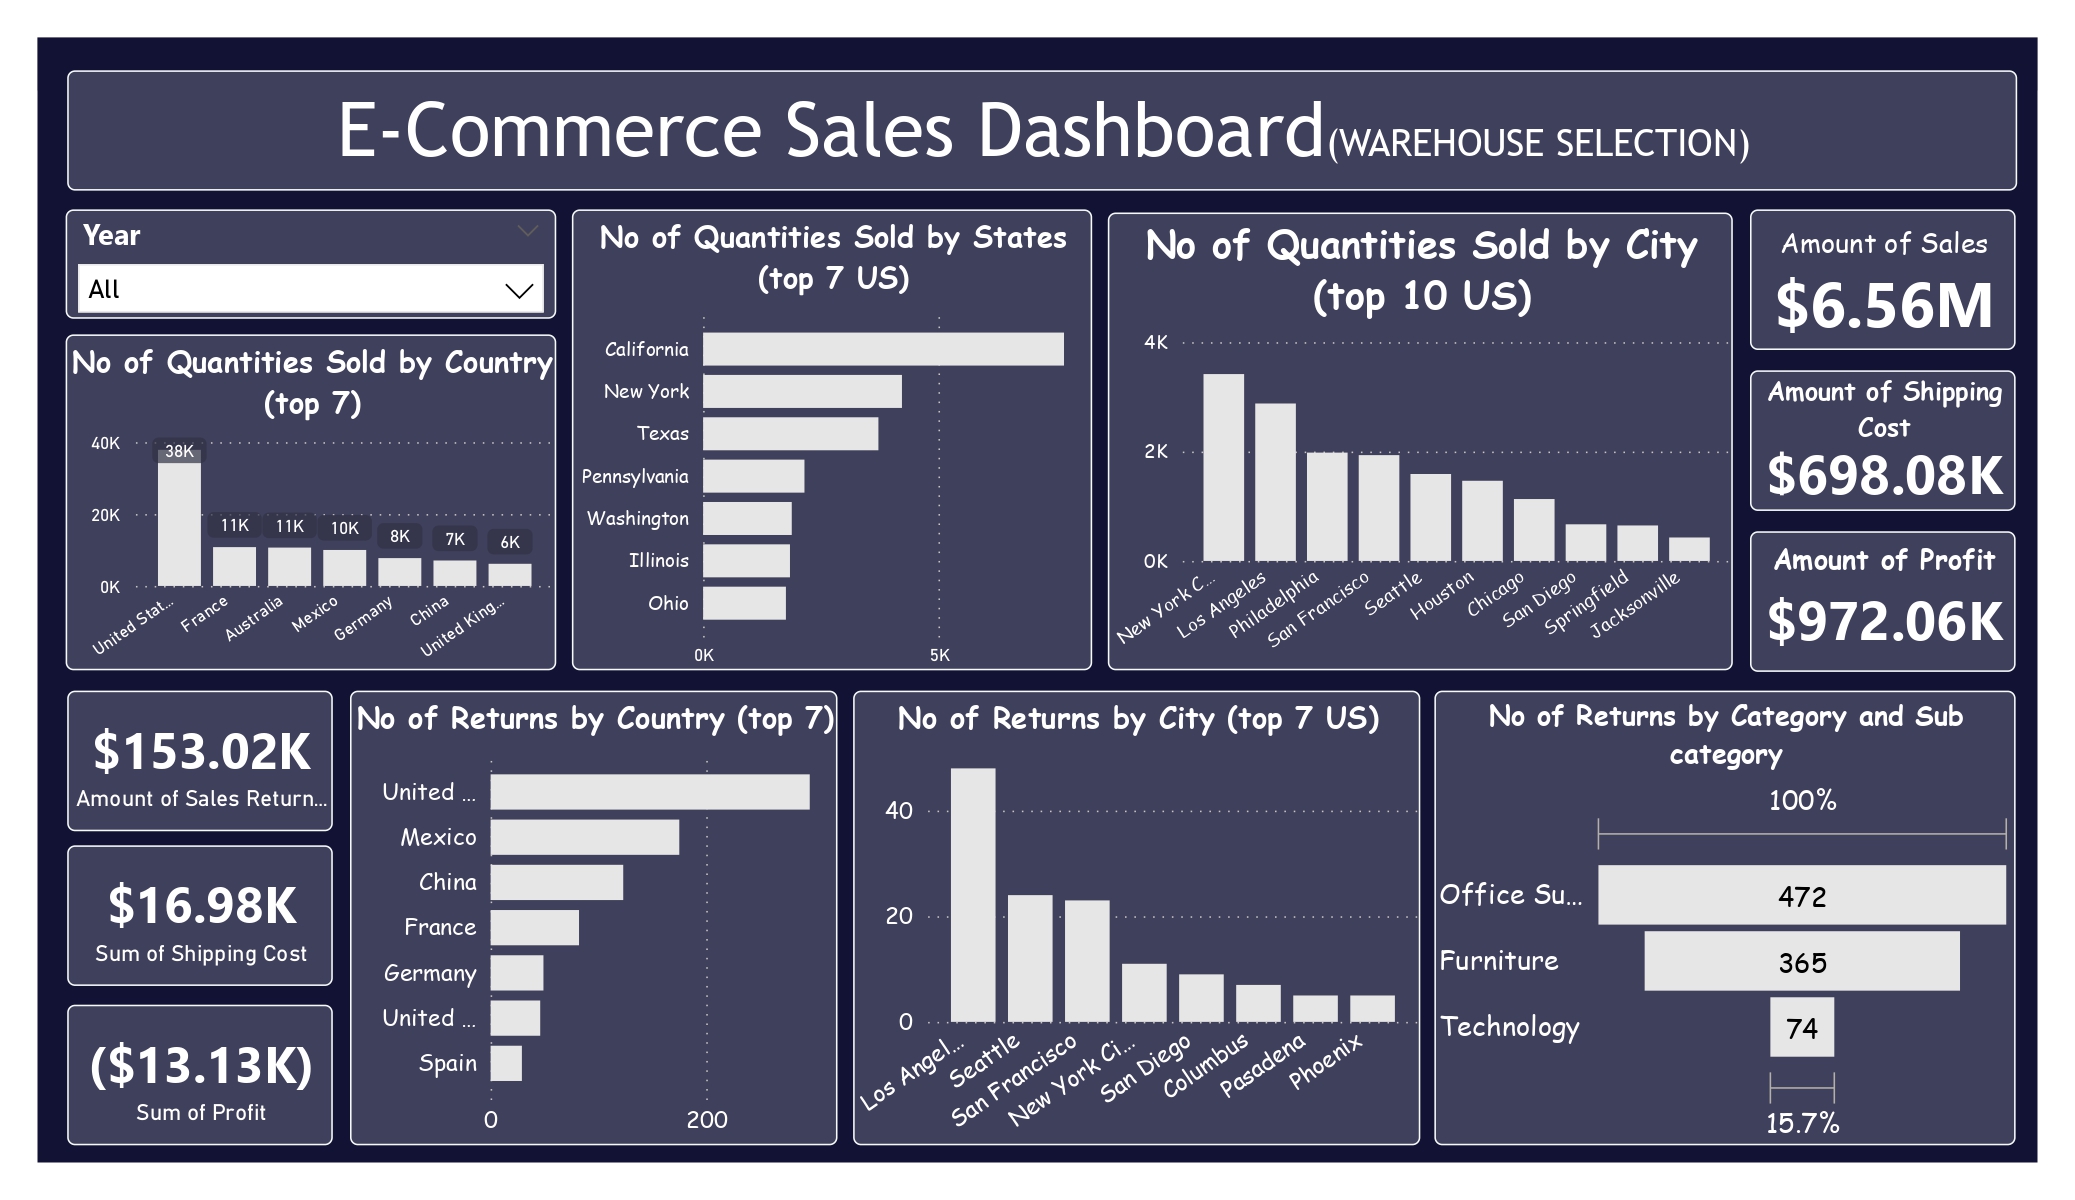 E-Commerce Sales Dashboard(WAREHOUSE SELECTION)
Year
All
No of Quantities Sold by Country
(top 7)
40K
20K
0K
38K
11K
11K
10K
8K
7K
6K
United Stat...
France
Australia
Mexico
Germany
China
United King...
No of Quantities Sold by States
(top 7 US)
California
New York
Texas
Pennsylvania
Washington
Illinois
Ohio
0K
5K
No of Quantities Sold by City
(top 10 US)
4K
2K
0K
New York C...
Los Angeles
Philadelphia
San Francisco
Seattle
Houston
Chicago
San Diego
Springfield
Jacksonville
Amount of Sales
$6.56M
Amount of Shipping
Cost
$698.08K
Amount of Profit
$972.06K
$153.02K
Amount of Sales Return...
$16.98K
Sum of Shipping Cost
($13.13K)
Sum of Profit
No of Returns by Country (top 7)
United ...
Mexico
China
France
Germany
United ...
Spain
0
200
No of Returns by City (top 7 US)
40
20
0
Los Angel...
Seattle
San Francisco
New York Ci...
San Diego
Columbus
Pasadena
Phoenix
No of Returns by Category and Sub
category
100%
Office Su...
472
Furniture
365
Technology
74
15.7%